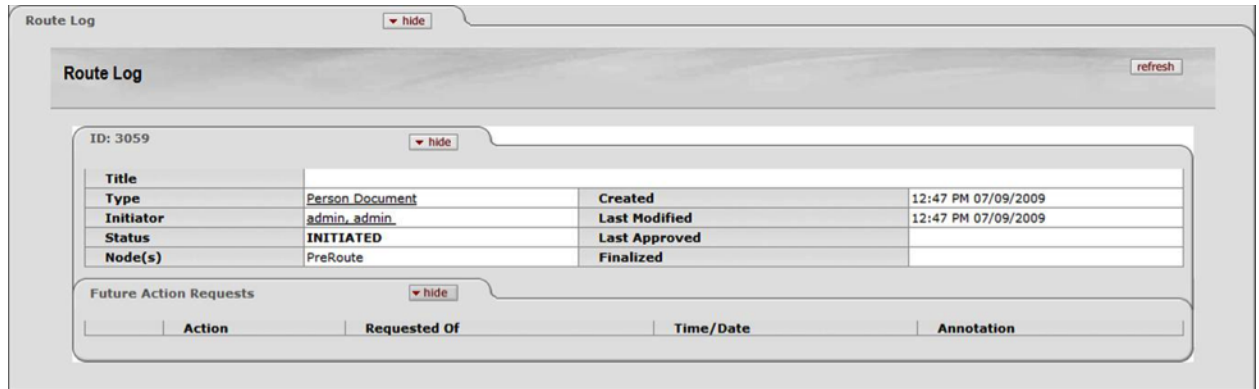 Route Log hide
Route Log refresh
ID: 3059 hide
Title
Type Person Document Created 12:47 PM 07/09/2009
Initiator admin, admin Last Modified 12:47 PM 07/09/2009
Status INITIATED Last Approved
Node(s) PreRoute Finalized
Future Action Requests hide
Action Requested Of Time/Date Annotation